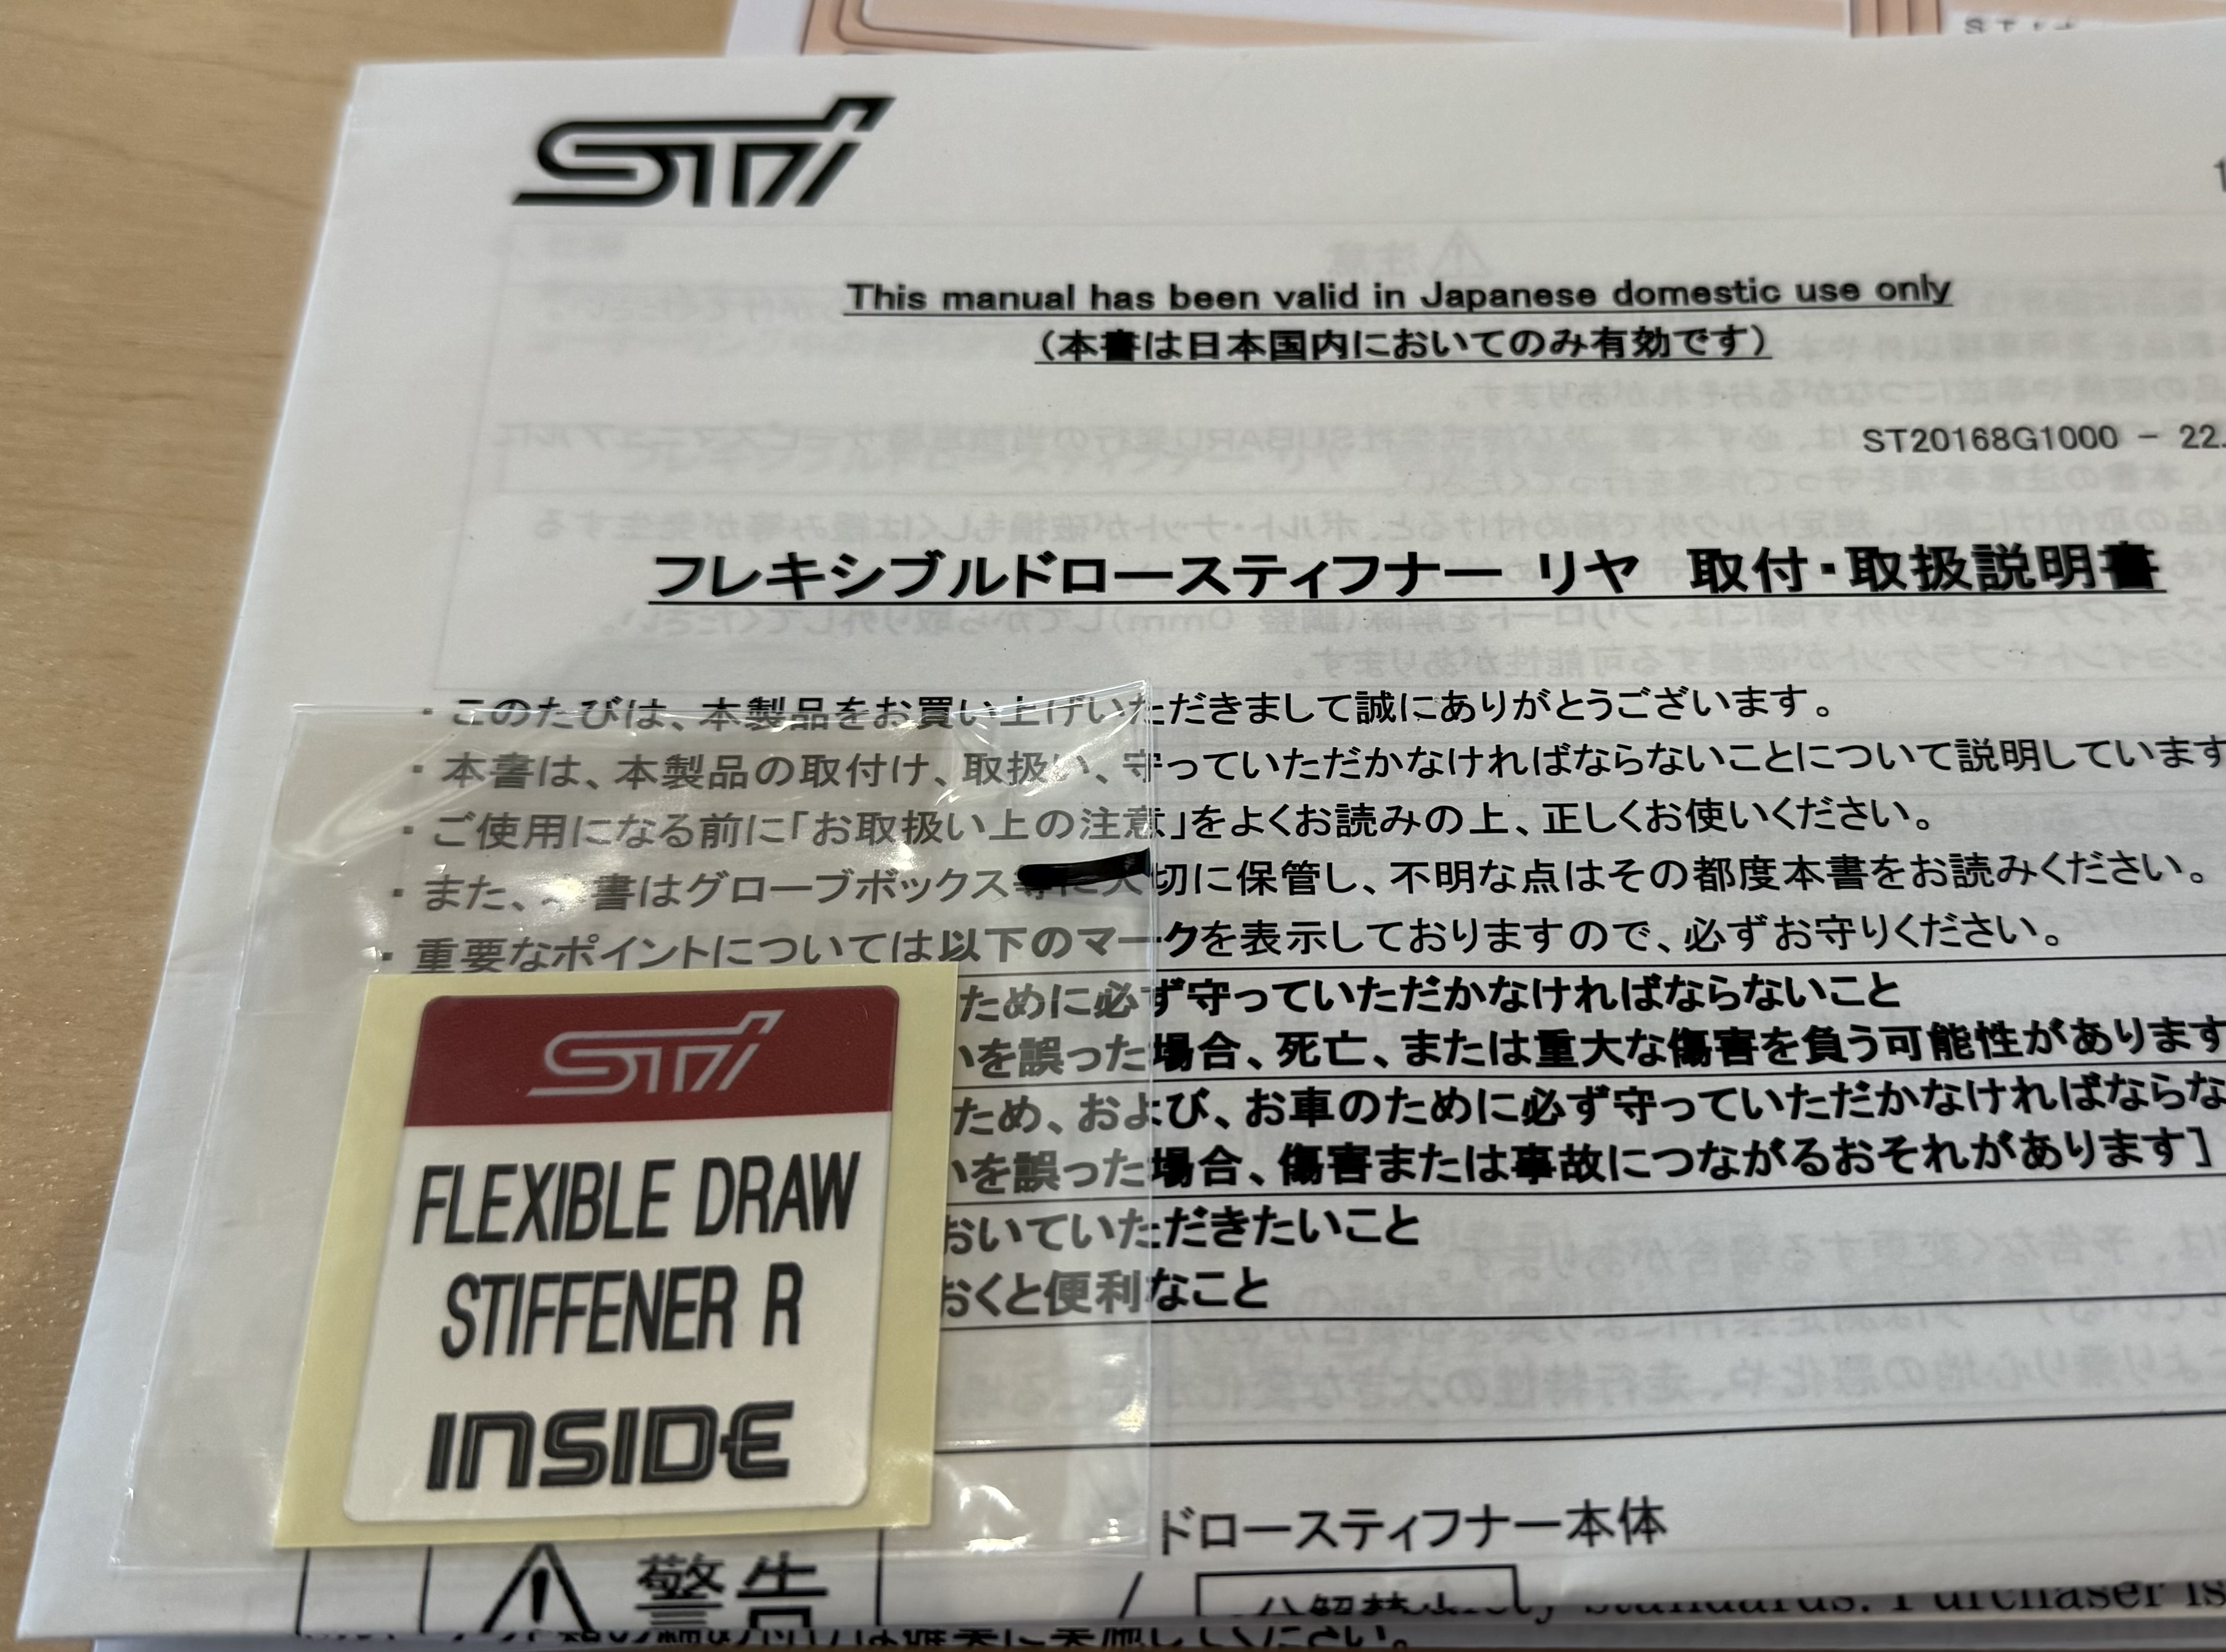 STI
This manual has been valid in Japanese domestic use only
（本書は日本国内においてのみ有効です）
ST20168G1000 － 22.
フレキシブルドロースティフナー リヤ 取付・取扱説明書
・このたびは、本製品をお買い上げいただきまして誠にありがとうございます。
・本書は、本製品の取付け、取扱い、守っていただかなければならないことについて説明しています
・ご使用になる前に「お取扱い上の注意」をよくお読みの上、正しくお使いください。
・また、本書はグローブボックス等に大切に保管し、不明な点はその都度本書をお読みください。
・重要なポイントについては以下のマークを表示しておりますので、必ずお守りください。
ために必ず守っていただかなければならないこと
いを誤った場合、死亡、または重大な傷害を負う可能性があります
ため、および、お車のために必ず守っていただかなければならな
いを誤った場合、傷害または事故につながるおそれがあります］
おいていただきたいこと
おくと便利なこと
STI
FLEXIBLE DRAW
STIFFENER R
INSIDE
ドロースティフナー本体
警告
standards. Purchaser is